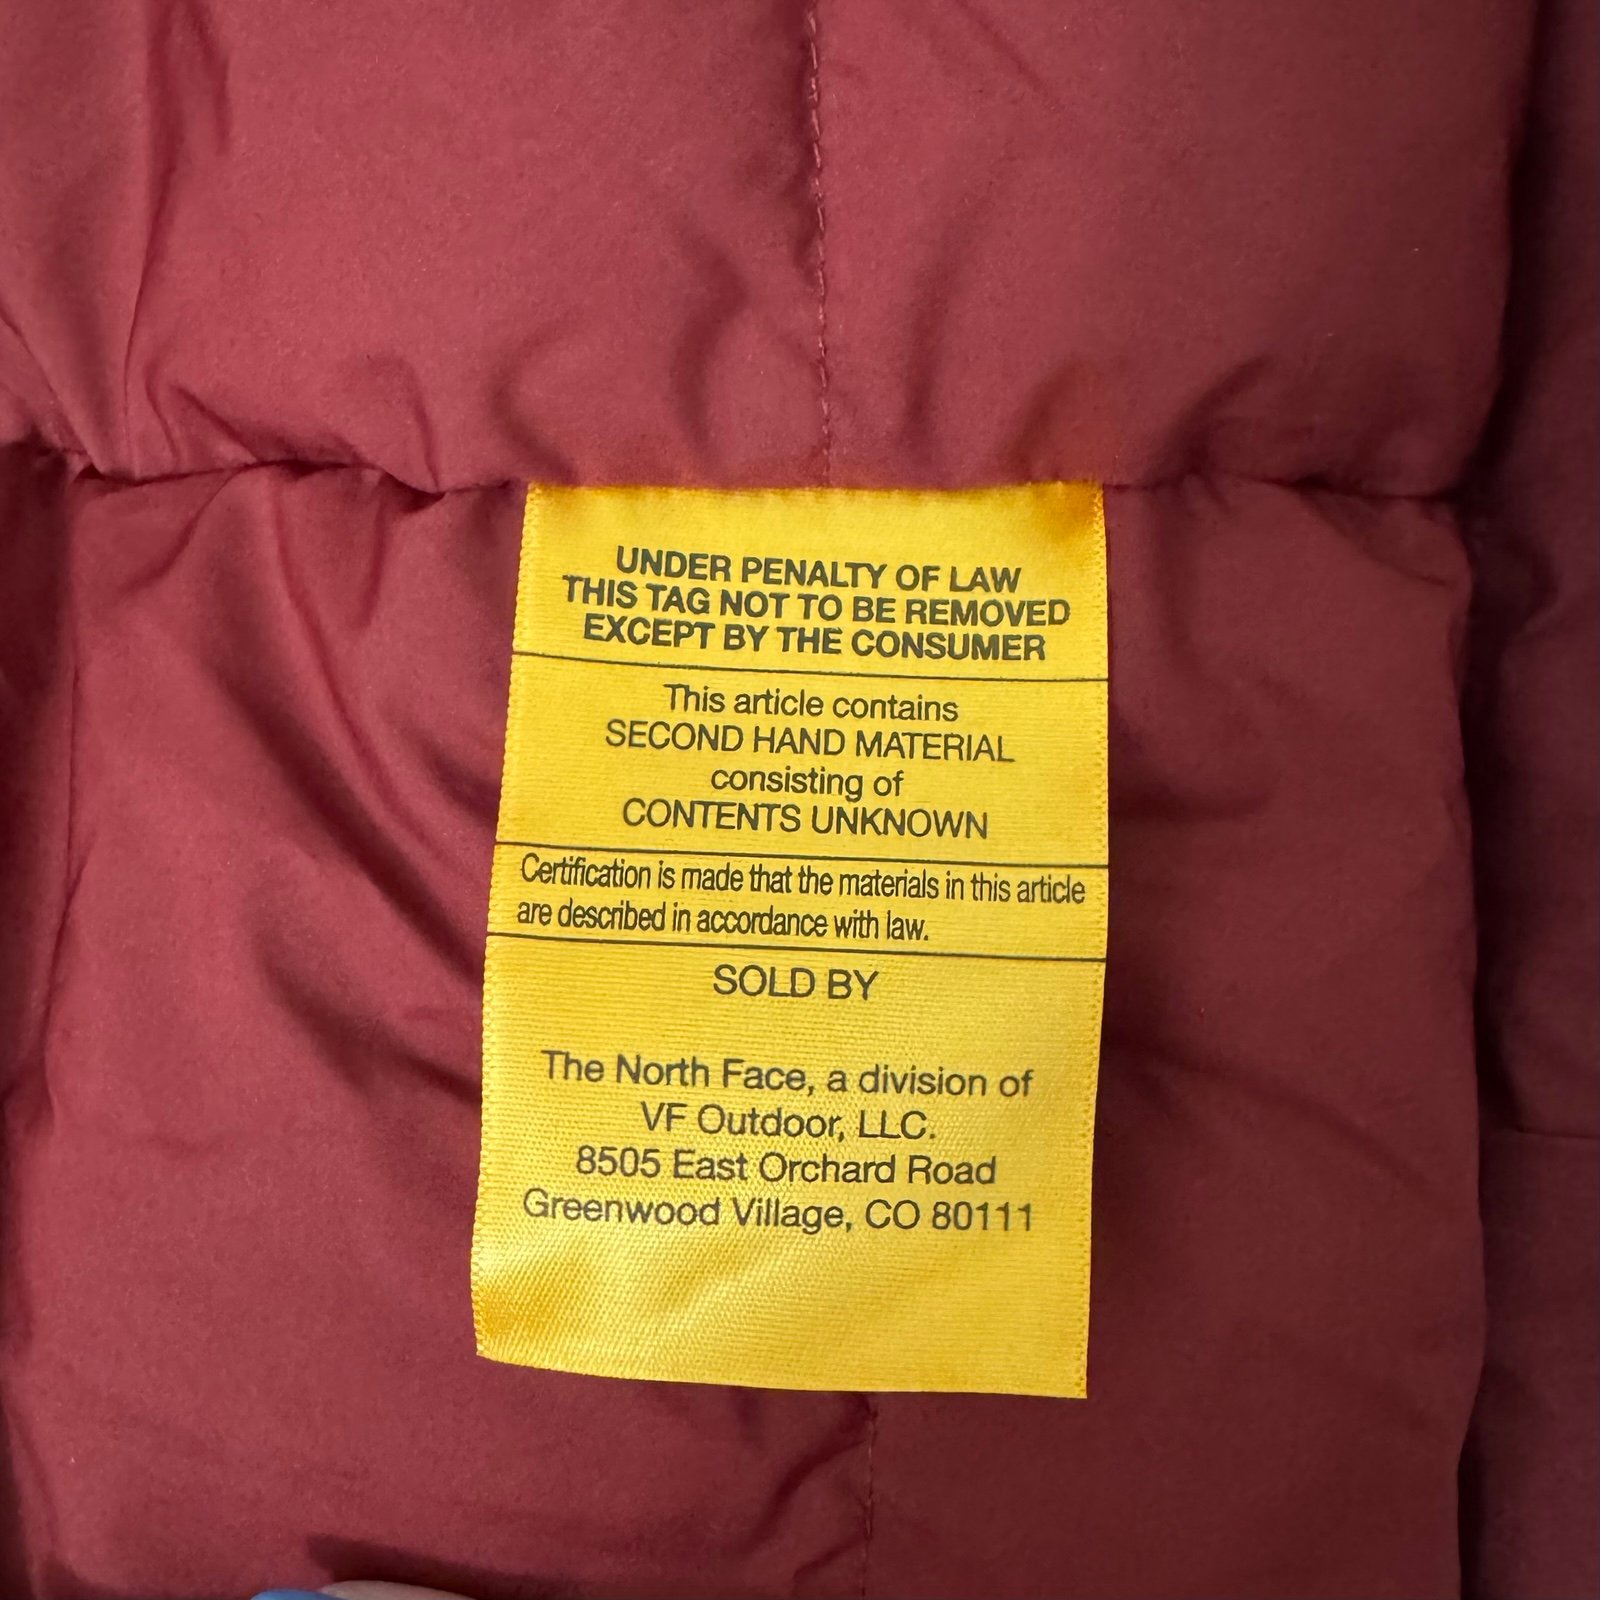 UNDER PENALTY OF LAW
THIS TAG NOT TO BE REMOVED
EXCEPT BY THE CONSUMER
This article contains
SECOND HAND MATERIAL
consisting of
CONTENTS UNKNOWN
Certification is made that the materials in this article
are described in accordance with law.
SOLD BY
The North Face, a division of
VF Outdoor, LLC.
8505 East Orchard Road
Greenwood Village, CO 80111